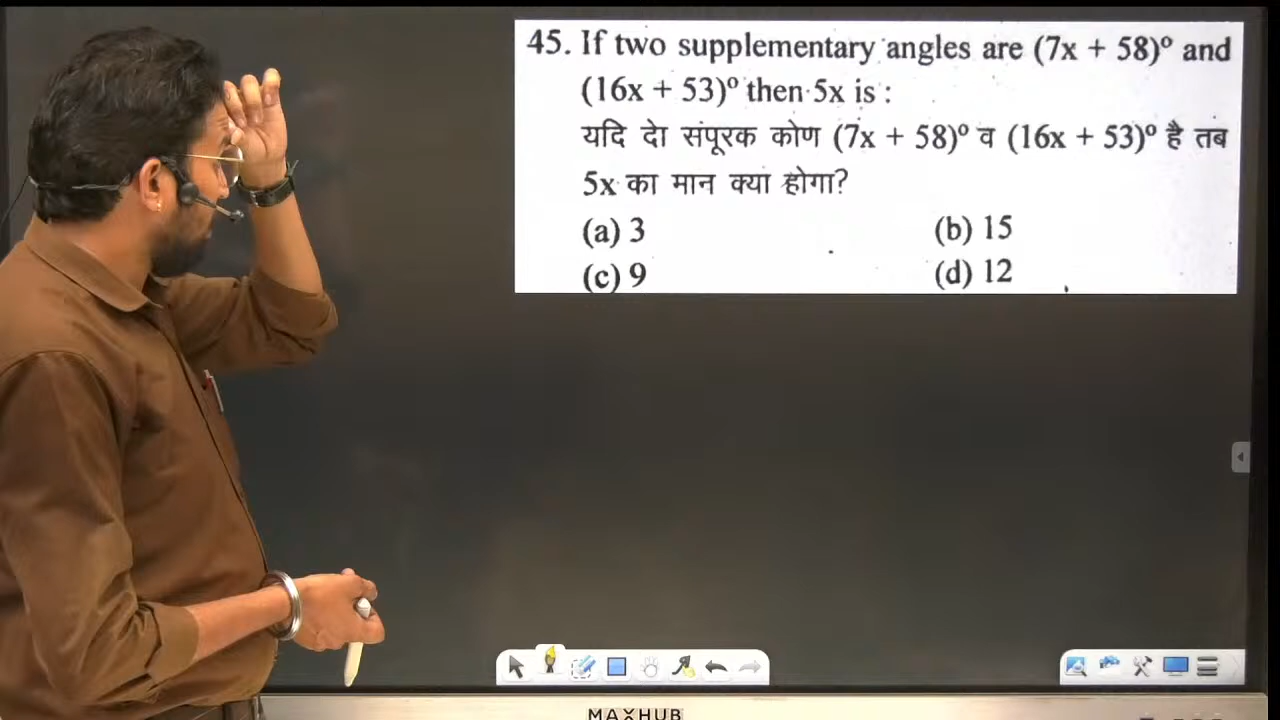 45. If two supplementary angles are (7x + 58)º and
(16x + 53)º then 5x is :
यदि दो संपूरक कोण (7x + 58)º व (16x + 53)º है तब
5x का मान क्या होगा?
(a) 3 (b) 15
(c) 9 (d) 12
MAXHUB